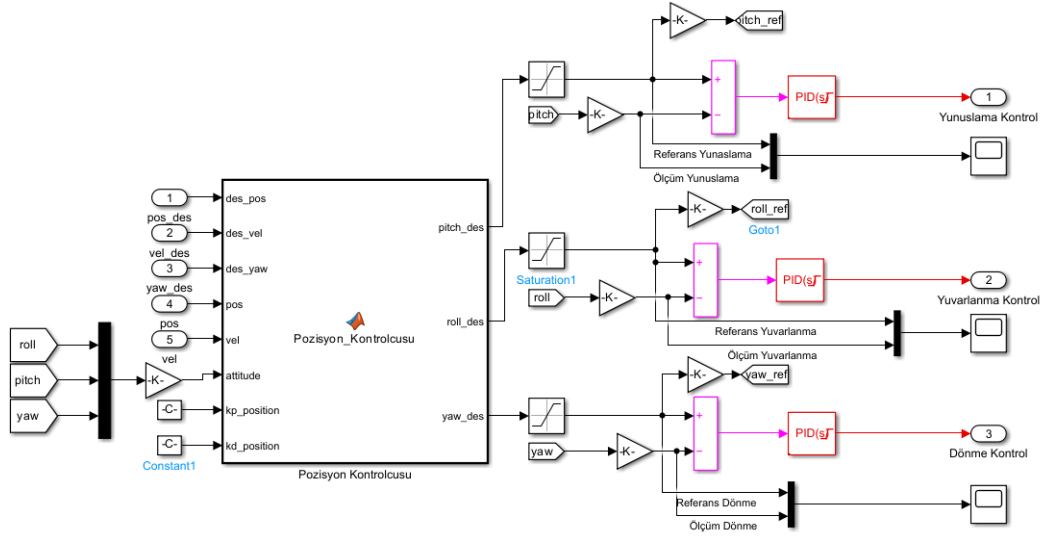 -K-
pitch_ref
+
pitch
-K-
−
PID(s)
1
Yunuslama Kontrol
Referans Yunaslama
Ölçüm Yunuslama
1
pos_des
des_pos
2
vel_des
des_vel
3
yaw_des
des_yaw
4
pos
pos
5
vel
vel
roll
pitch
yaw
-K-
attitude
-C-
kp_position
-C-
kd_position
Constant1
Pozisyon_Kontrolcusu
pitch_des
roll_des
yaw_des
Pozisyon Kontrolcusu
-K-
roll_ref
Goto1
Saturation1
+
roll
-K-
−
PID(s)
2
Yuvarlanma Kontrol
Referans Yuvarlanma
Ölçüm Yuvarlanma
-K-
yaw_ref
+
yaw
-K-
−
PID(s)
3
Dönme Kontrol
Referans Dönme
Ölçüm Dönme